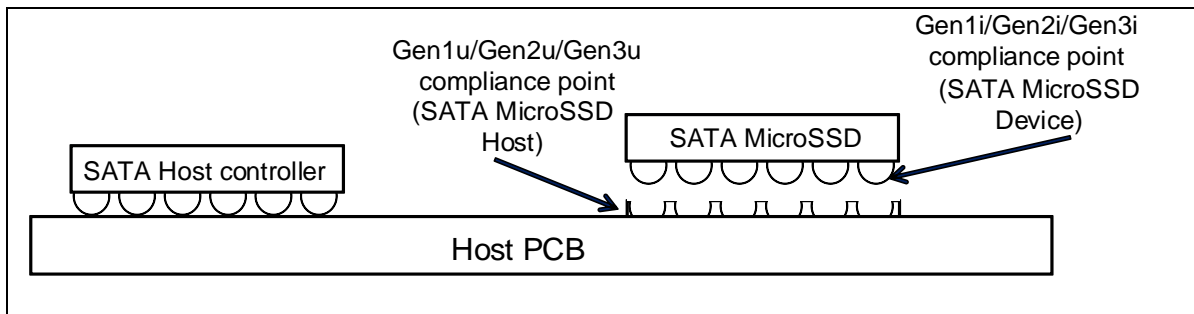 Gen1u/Gen2u/Gen3u
compliance point
(SATA MicroSSD
Host)
Gen1i/Gen2i/Gen3i
compliance point
(SATA MicroSSD
Device)
SATA Host controller
SATA MicroSSD
Host PCB